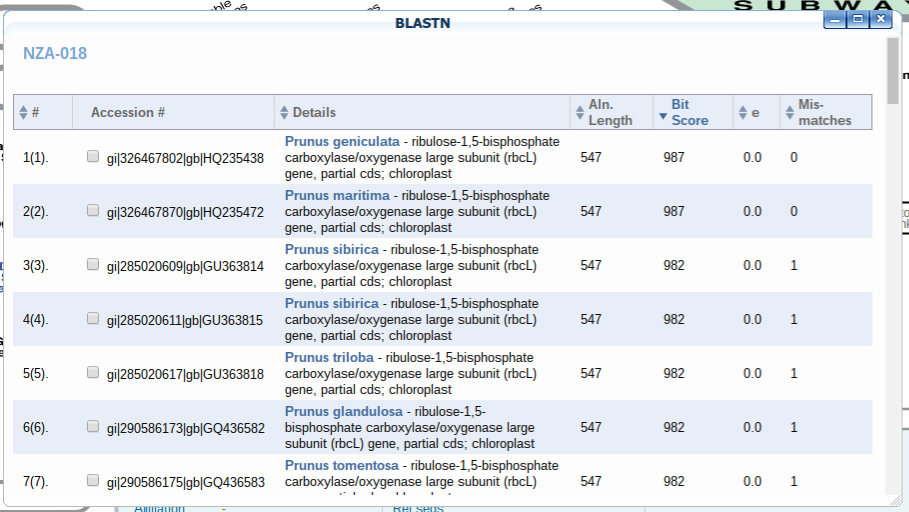 SUBWA
BLASTN
NZA-018
# Accession # Details Aln. Length Bit Score e Mis-matches
1(1). gi|326467802|gb|HQ235438 Prunus geniculata - ribulose-1,5-bisphosphate 547 987 0.0 0
carboxylase/oxygenase large subunit (rbcL)
gene, partial cds; chloroplast
2(2). gi|326467870|gb|HQ235472 Prunus maritima - ribulose-1,5-bisphosphate 547 987 0.0 0
carboxylase/oxygenase large subunit (rbcL)
gene, partial cds; chloroplast
3(3). gi|285020609|gb|GU363814 Prunus sibirica - ribulose-1,5-bisphosphate 547 982 0.0 1
carboxylase/oxygenase large subunit (rbcL)
gene, partial cds; chloroplast
4(4). gi|285020611|gb|GU363815 Prunus sibirica - ribulose-1,5-bisphosphate 547 982 0.0 1
carboxylase/oxygenase large subunit (rbcL)
gene, partial cds; chloroplast
5(5). gi|285020617|gb|GU363818 Prunus triloba - ribulose-1,5-bisphosphate 547 982 0.0 1
carboxylase/oxygenase large subunit (rbcL)
gene, partial cds; chloroplast
6(6). gi|290586173|gb|GQ436582 Prunus glandulosa - ribulose-1,5- 547 982 0.0 1
bisphosphate carboxylase/oxygenase large
subunit (rbcL) gene, partial cds; chloroplast
7(7). gi|290586175|gb|GQ436583 Prunus tomentosa - ribulose-1,5-bisphosphate 547 982 0.0 1
carboxylase/oxygenase large subunit (rbcL)
Affiliation - Ref seqs